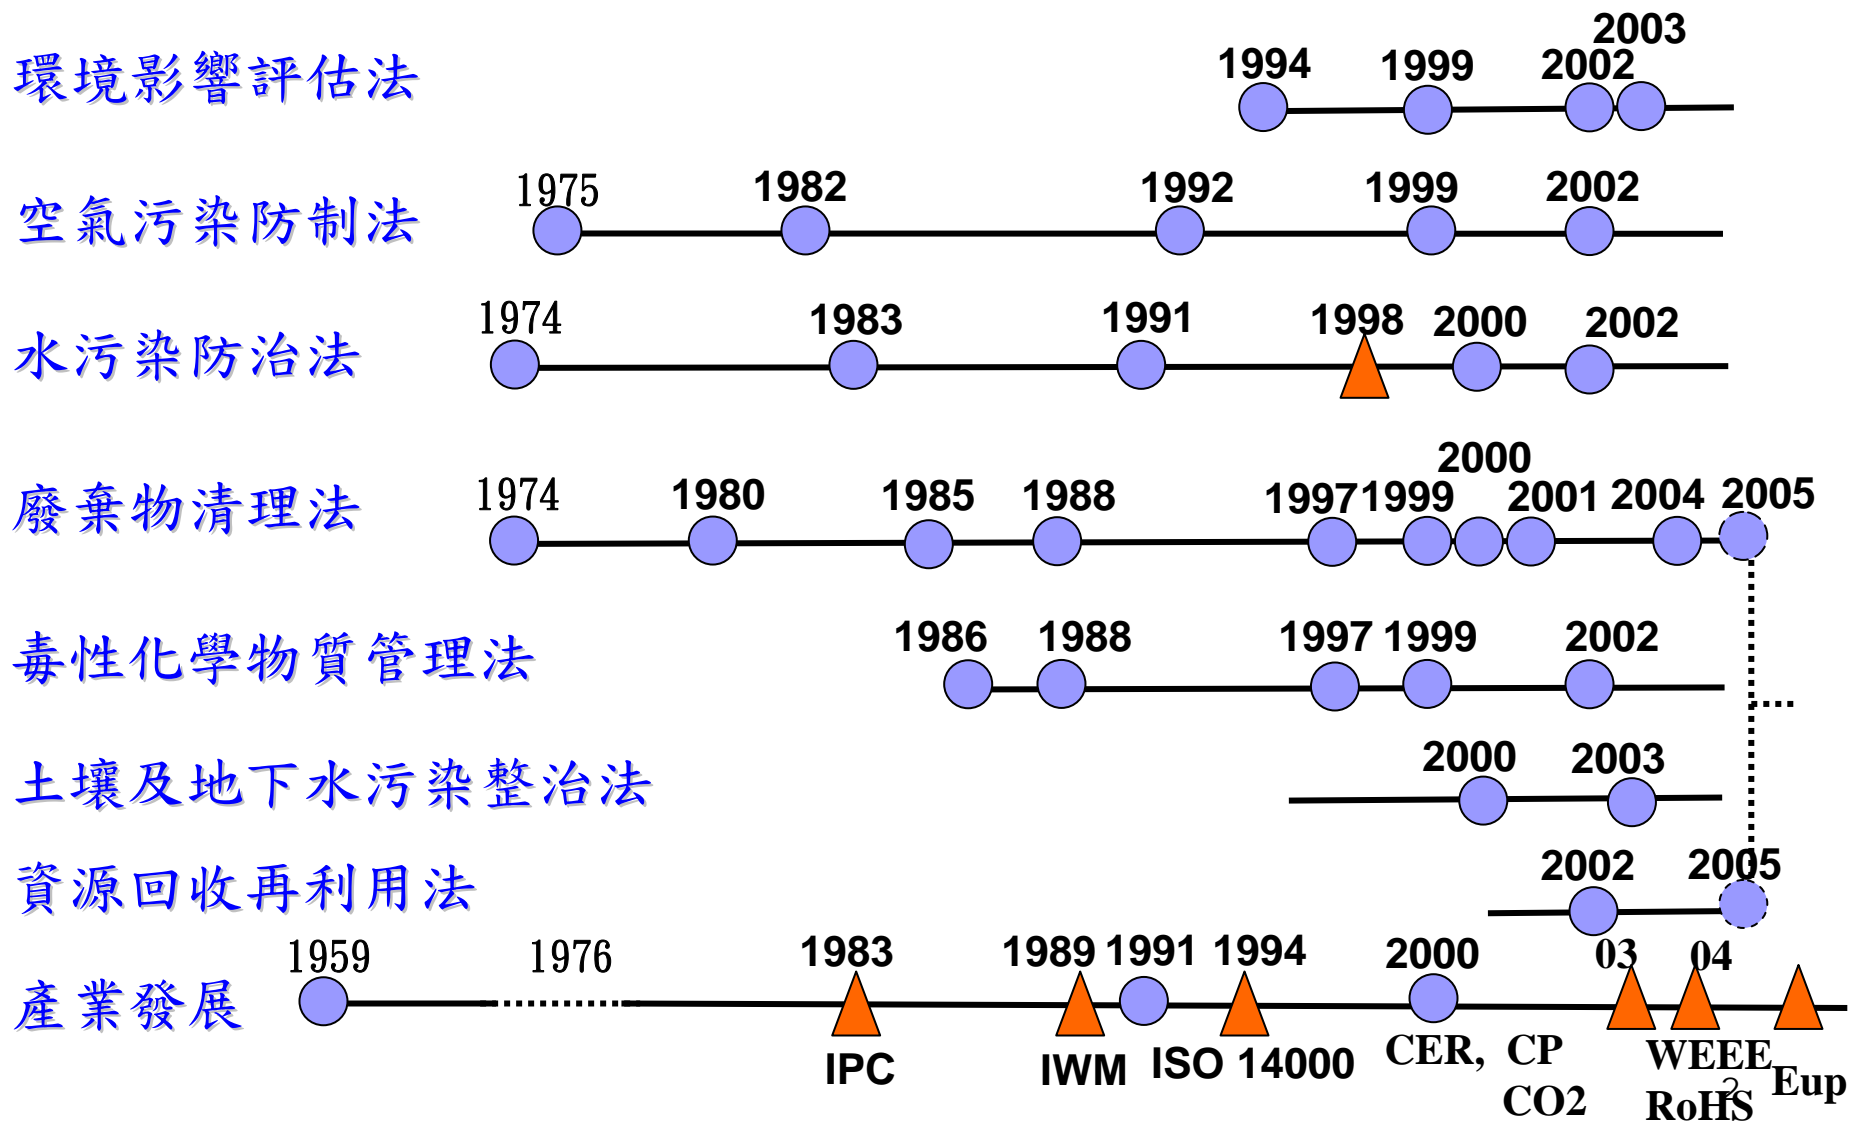 2003
環境影響評估法 1994 1999 2002
空氣污染防制法 1975 1982 1992 1999 2002
水污染防治法 1974 1983 1991 1998 2000 2002
2000
廢棄物清理法 1974 1980 1985 1988 1997 1999 2001 2004 2005
毒性化學物質管理法 1986 1988 1997 1999 2002
土壤及地下水污染整治法 2000 2003
資源回收再利用法 2002 2005
產業發展 1959 1976 1983 1989 1991 1994 2000 03 04
IPC IWM ISO 14000 CER, CP WEEE Eup
CO2 RoHS
2